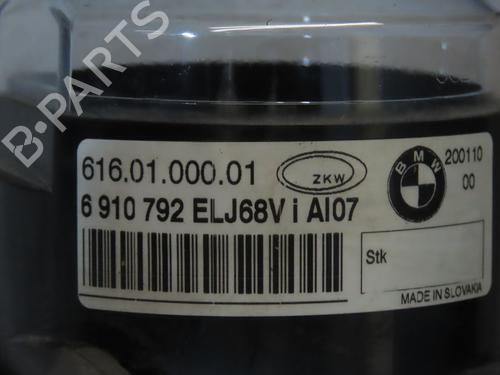 B-PARTS
616.01.000.01
ZKW
BMW
200110
00
6 910 792 ELJ68V i AI07
Stk
MADE IN SLOVAKIA